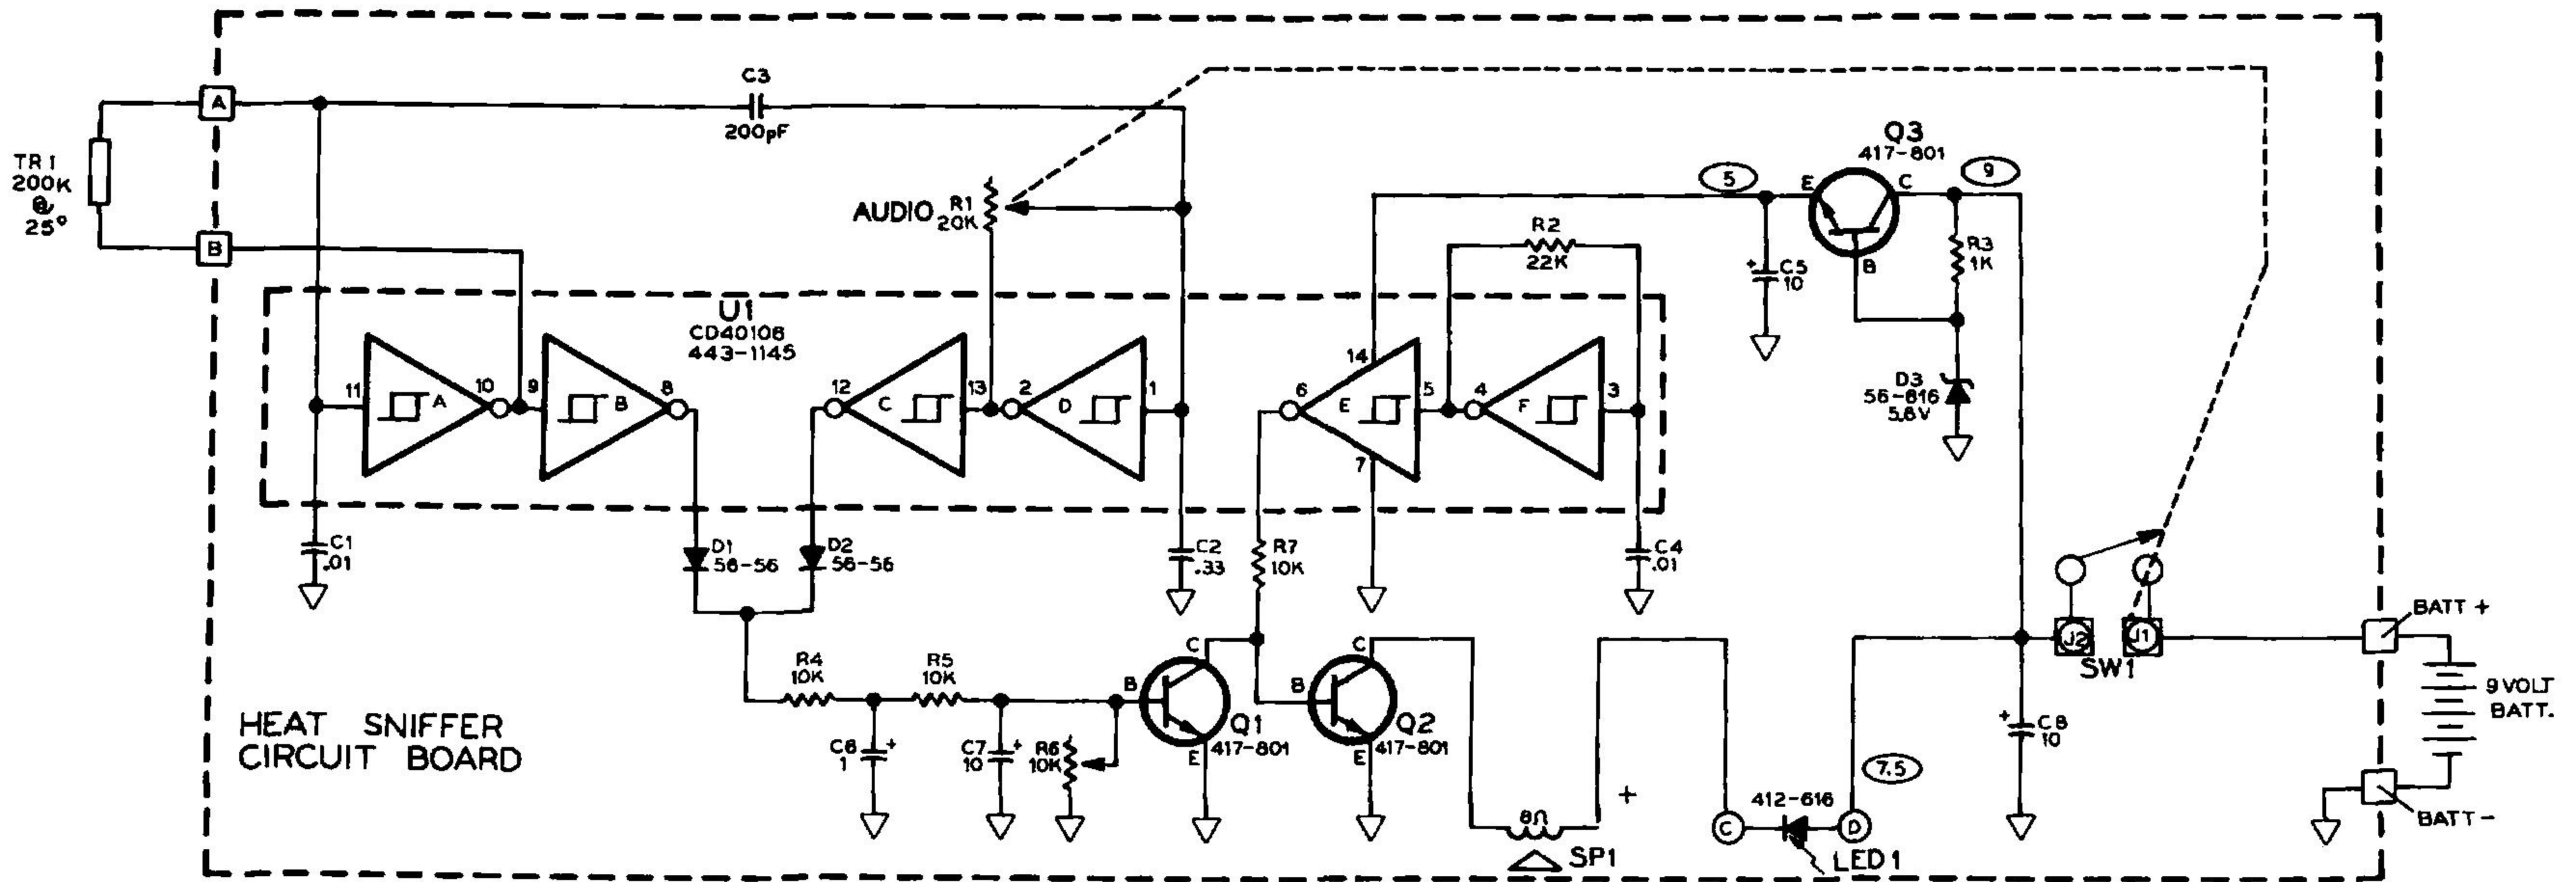 C3
200pF
A
TR1
200K
@
25°
B
AUDIO
R1
20K
Q3
417-801
5
E
C
9
B
R2
22K
C5
10
+
R3
1K
D3
56-616
5.6V
U1
CD40106
443-1145
11
A
10
9
B
8
12
C
13
2
D
1
14
6
E
5
4
F
3
7
C1
.01
D1
56-56
D2
56-56
C2
.33
R7
10K
C4
.01
R4
10K
R5
10K
C6
1
+
C7
10
+
R6
10K
B
C
E
Q1
417-801
B
C
E
Q2
417-801
8Ω
SP1
+
C
412-616
D
LED1
7.5
C8
10
+
J2
J1
SW1
BATT +
9 VOLT
BATT.
BATT -
HEAT SNIFFER
CIRCUIT BOARD